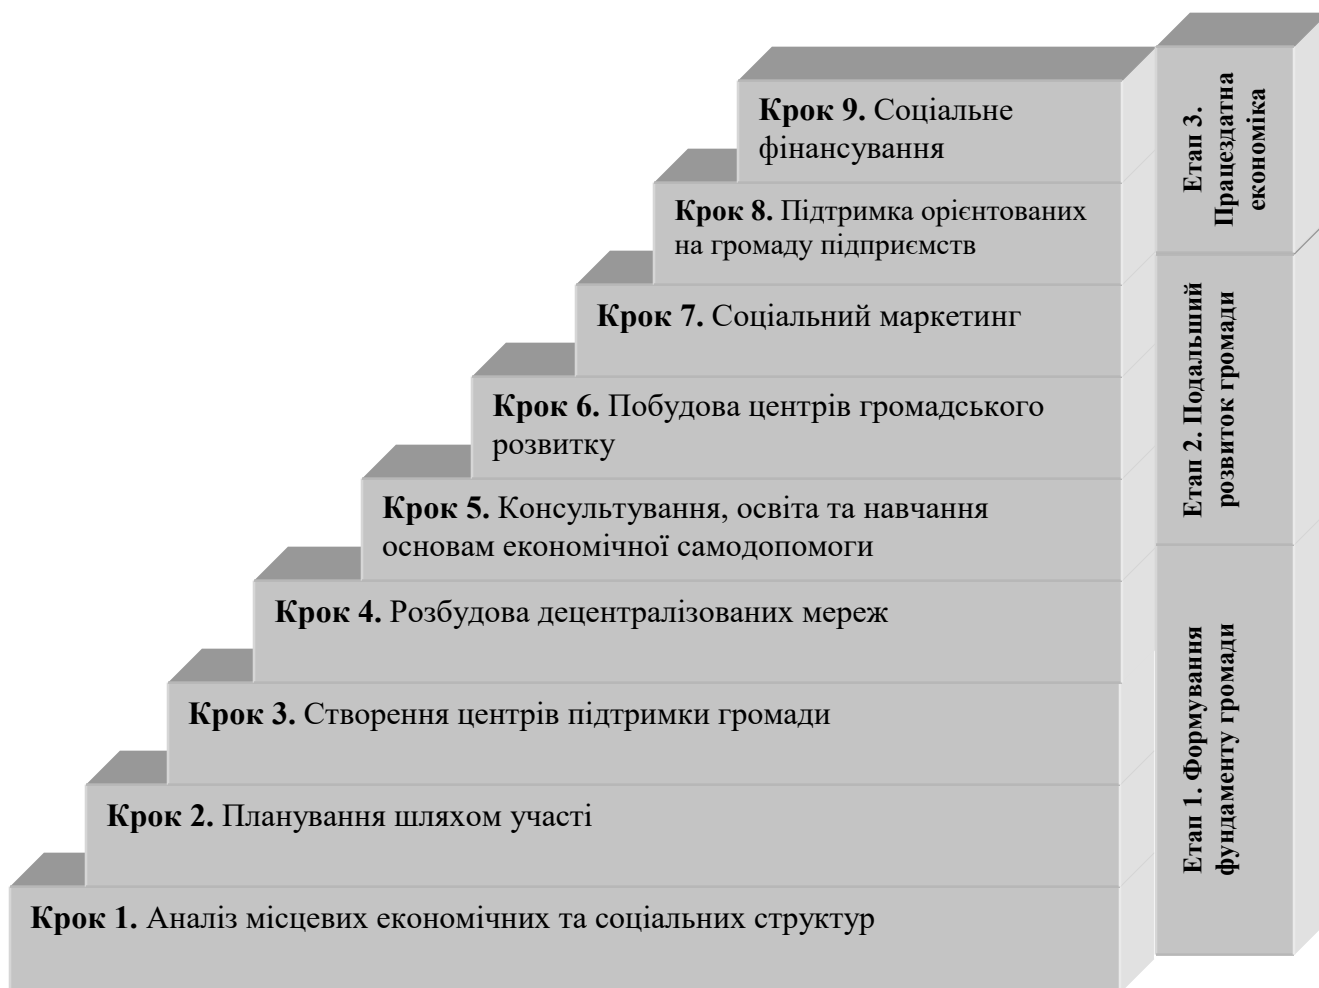 Крок 9. Соціальне
фінансування
Крок 8. Підтримка орієнтованих
на громаду підприємств
Крок 7. Соціальний маркетинг
Крок 6. Побудова центрів громадського
розвитку
Крок 5. Консультування, освіта та навчання
основам економічної самодопомоги
Крок 4. Розбудова децентралізованих мереж
Крок 3. Створення центрів підтримки громади
Крок 2. Планування шляхом участі
Крок 1. Аналіз місцевих економічних та соціальних структур
Етап 3.
Працездатна
економіка
Етап 2. Подальший
розвиток громади
Етап 1. Формування
фундаменту громади